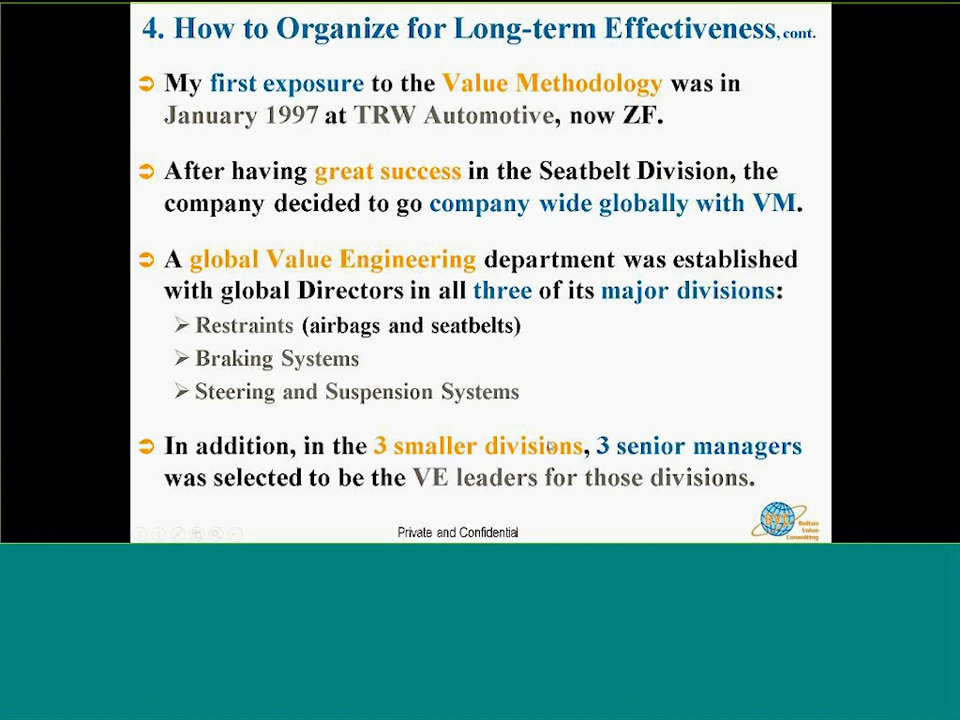 4. How to Organize for Long-term Effectiveness, cont.
My first exposure to the Value Methodology was in
January 1997 at TRW Automotive, now ZF.
After having great success in the Seatbelt Division, the
company decided to go company wide globally with VM.
A global Value Engineering department was established
with global Directors in all three of its major divisions:
Restraints (airbags and seatbelts)
Braking Systems
Steering and Suspension Systems
In addition, in the 3 smaller divisions, 3 senior managers
was selected to be the VE leaders for those divisions.
Private and Confidential
BVC
Value
Consulting